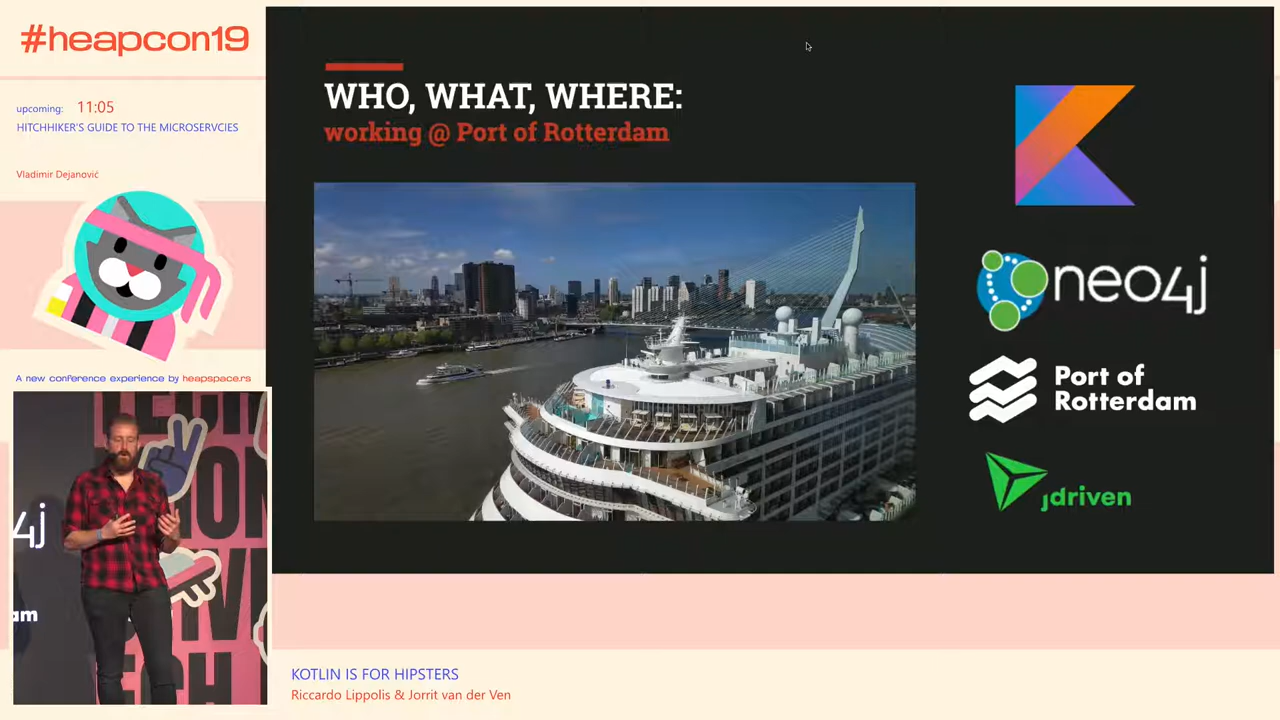 #heapcon19
upcoming: 11:05
HITCHHIKER'S GUIDE TO THE MICROSERVCIES
Vladimir Dejanović
A new conference experience by heapspace.rs
WHO, WHAT, WHERE:
working @ Port of Rotterdam
neo4j
Port of
Rotterdam
jdriven
o4j
am
KOTLIN IS FOR HIPSTERS
Riccardo Lippolis & Jorrit van der Ven